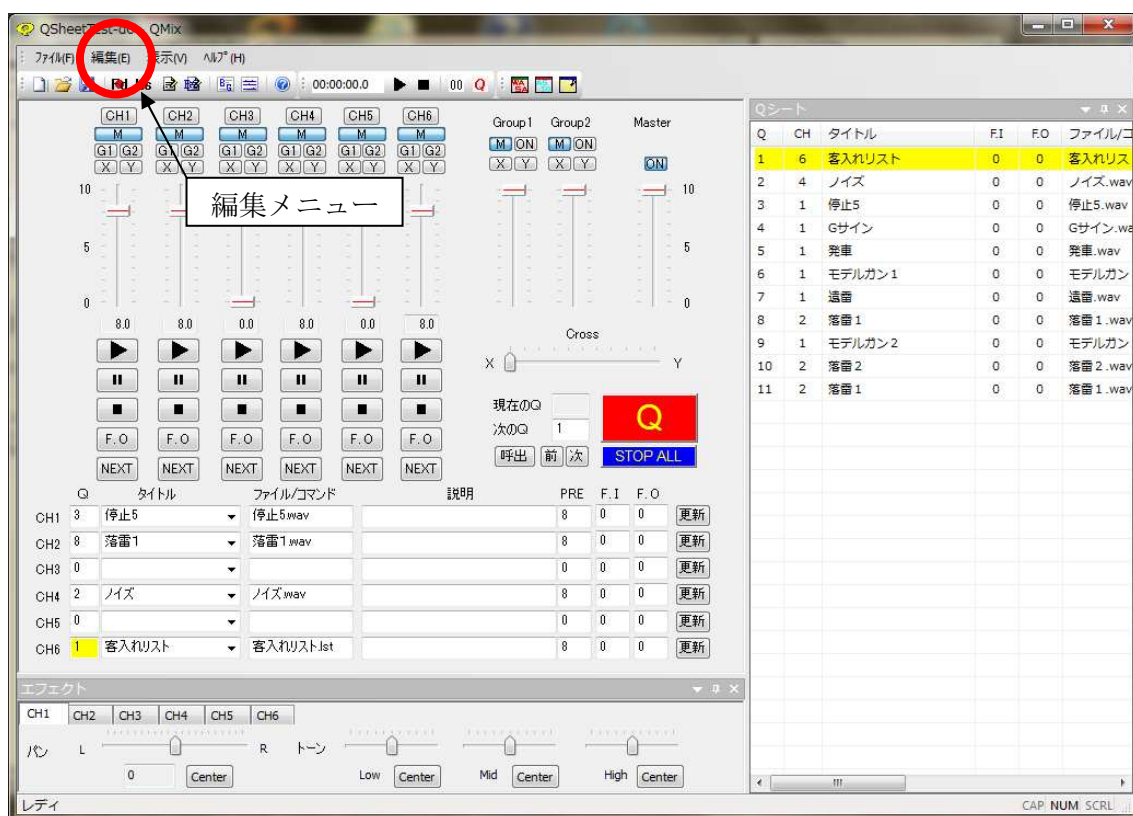 QMix
ファイル(F) 編集(E) 表示(V) ヘルプ(H)
00:00:00.0 00 Q
CH1 CH2 CH3 CH4 CH5 CH6 Group1 Group2 Master
M M M M M M M ON M ON
G1 G2 G1 G2 G1 G2 G1 G2 G1 G2 G1 G2
X Y X Y X Y X Y X Y X Y X Y X Y ON
編集メニュー
10 10
5 5
0 0
8.0 8.0 0.0 8.0 0.0 8.0
Cross
X Y
現在のQ
次のQ 1
Q
F.O F.O F.O F.O F.O F.O
呼出 前 次 STOP ALL
NEXT NEXT NEXT NEXT NEXT NEXT
Q タイトル ファイル/コマンド 説明 PRE F.I F.O
CH1 3 停止5 停止5.wav 8 0 0 更新
CH2 8 落雷1 落雷1.wav 8 0 0 更新
CH3 0 0 0 0 更新
CH4 2 ノイズ ノイズ.wav 8 0 0 更新
CH5 0 0 0 0 更新
CH6 1 客入れリスト 客入れリスト.lst 8 0 0 更新
Qシート
Q CH タイトル F.I F.O ファイル/コ
1 6 客入れリスト 0 0 客入れリス
2 4 ノイズ 0 0 ノイズ.wav
3 1 停止5 0 0 停止5.wav
4 1 Gサイン 0 0 Gサイン.wa
5 1 発車 0 0 発車.wav
6 1 モデルガン1 0 0 モデルガン
7 1 遠雷 0 0 遠雷.wav
8 2 落雷1 0 0 落雷1.wav
9 1 モデルガン2 0 0 モデルガン
10 2 落雷2 0 0 落雷2.wav
11 2 落雷1 0 0 落雷1.wav
エフェクト
CH1 CH2 CH3 CH4 CH5 CH6
パン L R トーン
0 Center Low Center Mid Center High Center
レディ CAP NUM SCRL